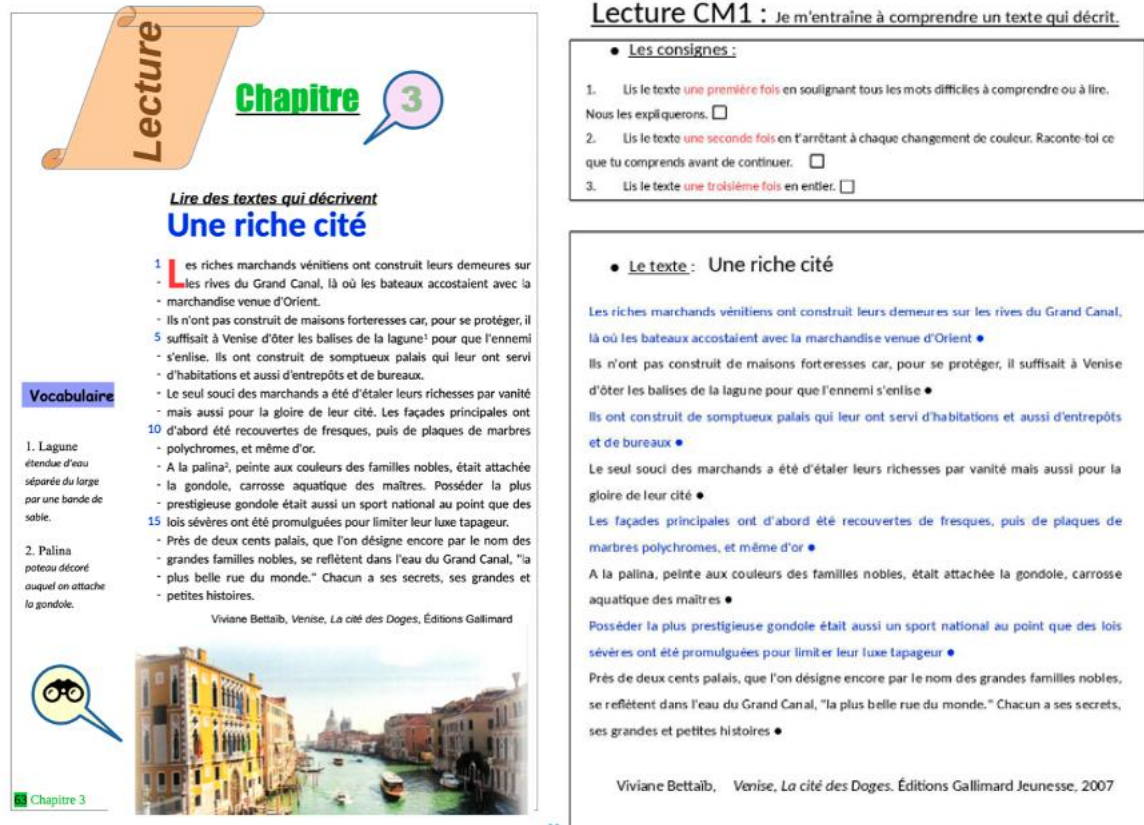 Lecture
Chapitre
3
Lire des textes qui décrivent
Une riche cité
1 Les riches marchands vénitiens ont construit leurs demeures sur
- les rives du Grand Canal, là où les bateaux accostaient avec la
- marchandise venue d'Orient.
- Ils n'ont pas construit de maisons forteresses car, pour se protéger, il
5 suffisait à Venise d'ôter les balises de la lagune¹ pour que l'ennemi
- s'enlise. Ils ont construit de somptueux palais qui leur ont servi
- d'habitations et aussi d'entrepôts et de bureaux.
- Le seul souci des marchands a été d'étaler leurs richesses par vanité
- mais aussi pour la gloire de leur cité. Les façades principales ont
10 d'abord été recouvertes de fresques, puis de plaques de marbres
- polychromes, et même d'or.
- A la palina², peinte aux couleurs des familles nobles, était attachée
- la gondole, carrosse aquatique des maîtres. Posséder la plus
- prestigieuse gondole était aussi un sport national au point que des
15 lois sévères ont été promulguées pour limiter leur luxe tapageur.
- Près de deux cents palais, que l'on désigne encore par le nom des
- grandes familles nobles, se reflètent dans l'eau du Grand Canal, "la
- plus belle rue du monde." Chacun a ses secrets, ses grandes et
- petites histoires.
Viviane Bettaïb, Venise, La cité des Doges, Éditions Gallimard
Vocabulaire
1. Lagune
étendue d'eau
séparée du large
par une bande de
sable.
2. Palina
poteau décoré
auquel on attache
la gondole.
63 Chapitre 3
Lecture CM1 : Je m'entraîne à comprendre un texte qui décrit.
● Les consignes :
1. Lis le texte une première fois en soulignant tous les mots difficiles à comprendre ou à lire.
Nous les expliquerons. ☐
2. Lis le texte une seconde fois en t'arrêtant à chaque changement de couleur. Raconte-toi ce
que tu comprends avant de continuer. ☐
3. Lis le texte une troisième fois en entier. ☐
● Le texte : Une riche cité
Les riches marchands vénitiens ont construit leurs demeures sur les rives du Grand Canal,
là où les bateaux accostaient avec la marchandise venue d'Orient ●
Ils n'ont pas construit de maisons forteresses car, pour se protéger, il suffisait à Venise
d'ôter les balises de la lagune pour que l'ennemi s'enlise ●
Ils ont construit de somptueux palais qui leur ont servi d'habitations et aussi d'entrepôts
et de bureaux ●
Le seul souci des marchands a été d'étaler leurs richesses par vanité mais aussi pour la
gloire de leur cité ●
Les façades principales ont d'abord été recouvertes de fresques, puis de plaques de
marbres polychromes, et même d'or ●
A la palina, peinte aux couleurs des familles nobles, était attachée la gondole, carrosse
aquatique des maîtres ●
Posséder la plus prestigieuse gondole était aussi un sport national au point que des lois
sévères ont été promulguées pour limiter leur luxe tapageur ●
Près de deux cents palais, que l'on désigne encore par le nom des grandes familles nobles,
se reflètent dans l'eau du Grand Canal, "la plus belle rue du monde." Chacun a ses secrets,
ses grandes et petites histoires ●
Viviane Bettaïb, Venise, La cité des Doges. Éditions Gallimard Jeunesse, 2007